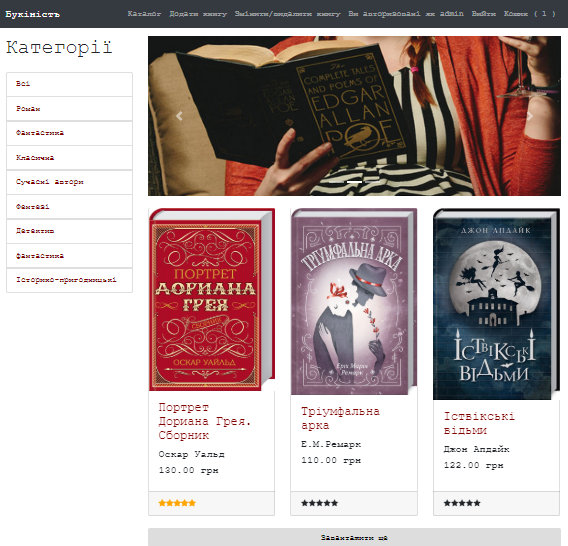 Букіність
Каталог Додати книгу Змінити/видалити книгу Ви авторизовані як admin Вийти Кошик ( 1 )
Категорії
Всі
Роман
Фантастика
Класична
Сучасні автори
Фентезі
Детектив
фантастика
Історико-пригодницькі
THE COMPLETE TALES AND POEMS OF
EDGAR
ALLAN
POE
ПОРТРЕТ
ДОРИАНА
ГРЕЯ
СБОРНИК
ОСКАР УАЙЛЬД
Портрет
Дориана Грея.
Сборник
Оскар Уальд
130.00 грн
ТРІУМФАЛЬНА АРКА
Еріх Марія
Ремарк
Тріумфальна
арка
Е.М.Ремарк
110.00 грн
ДЖОН АПДАЙК
ІСТВІКСЬКІ
ВІДЬМИ
Іствікські
відьми
Джон Апдайк
122.00 грн
Завантажити ще